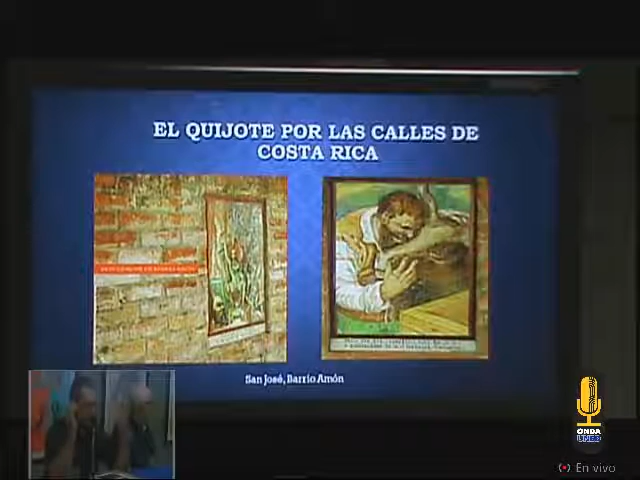 EL QUIJOTE POR LAS CALLES DE
COSTA RICA
San José, Barrio Amón
ONDA
UNED
En vivo